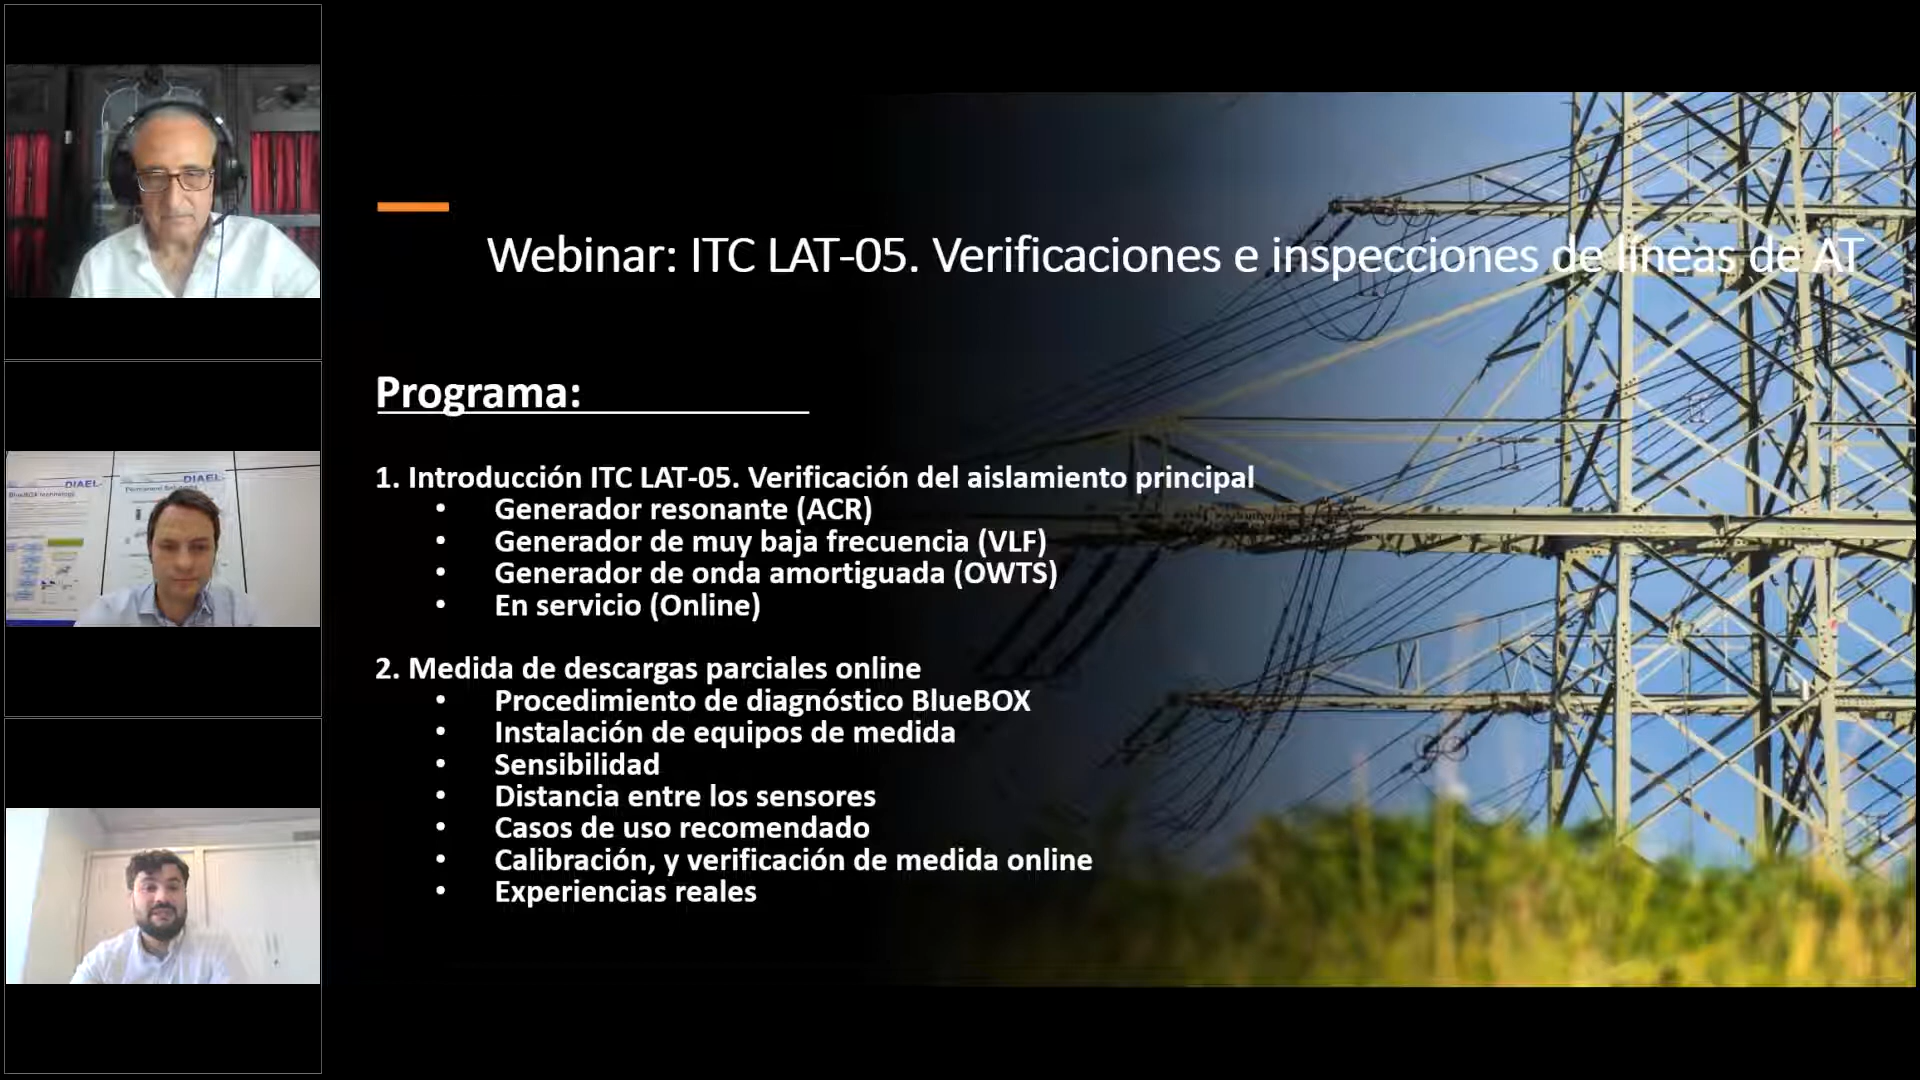 Webinar: ITC LAT-05. Verificaciones e inspecciones de líneas de AT
Programa:
1. Introducción ITC LAT-05. Verificación del aislamiento principal
• Generador resonante (ACR)
• Generador de muy baja frecuencia (VLF)
• Generador de onda amortiguada (OWTS)
• En servicio (Online)
2. Medida de descargas parciales online
• Procedimiento de diagnóstico BlueBOX
• Instalación de equipos de medida
• Sensibilidad
• Distancia entre los sensores
• Casos de uso recomendado
• Calibración, y verificación de medida online
• Experiencias reales
DIAEL
BlueBOX technology
DIAEL
Permanent